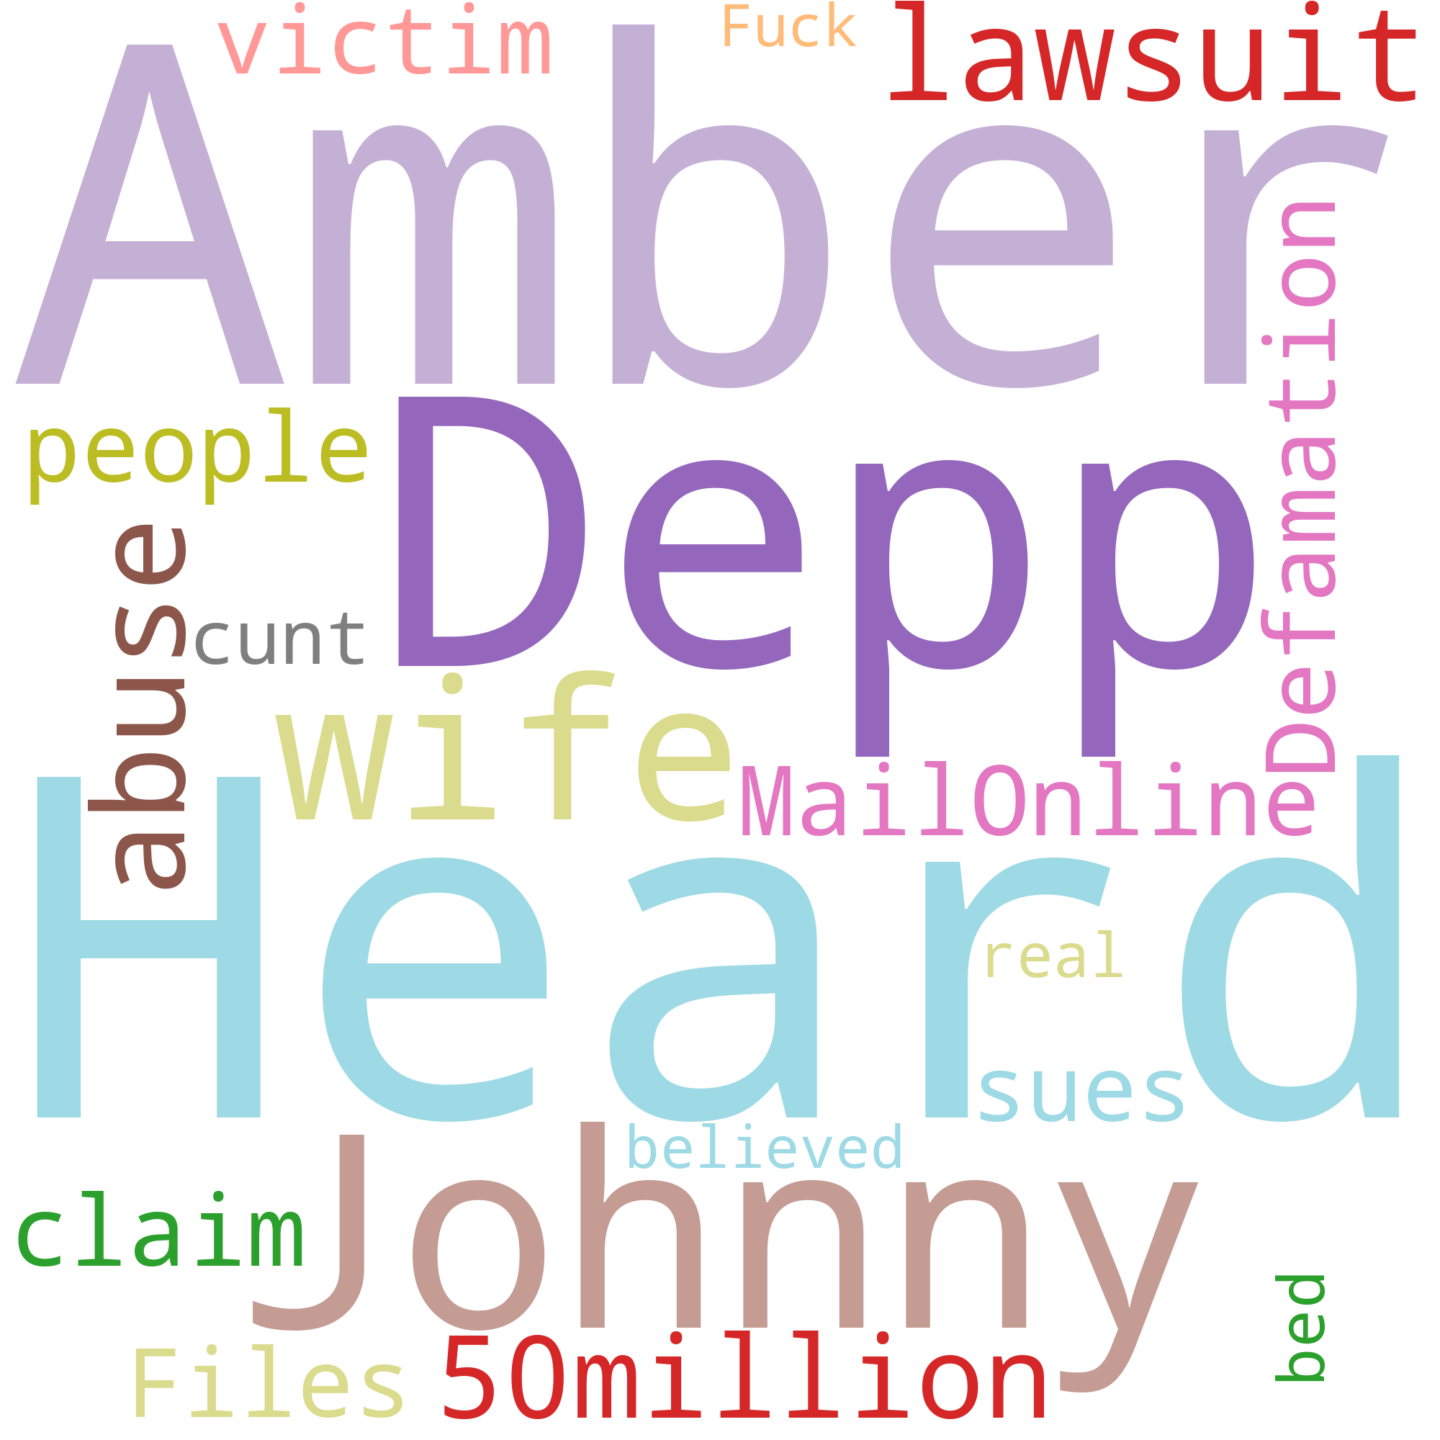 victim
Fuck
lawsuit
Amber
Defamation
people
Depp
abuse
cunt
wife
MailOnline
Heard
real
sues
believed
Johnny
claim
bed
Files
50million